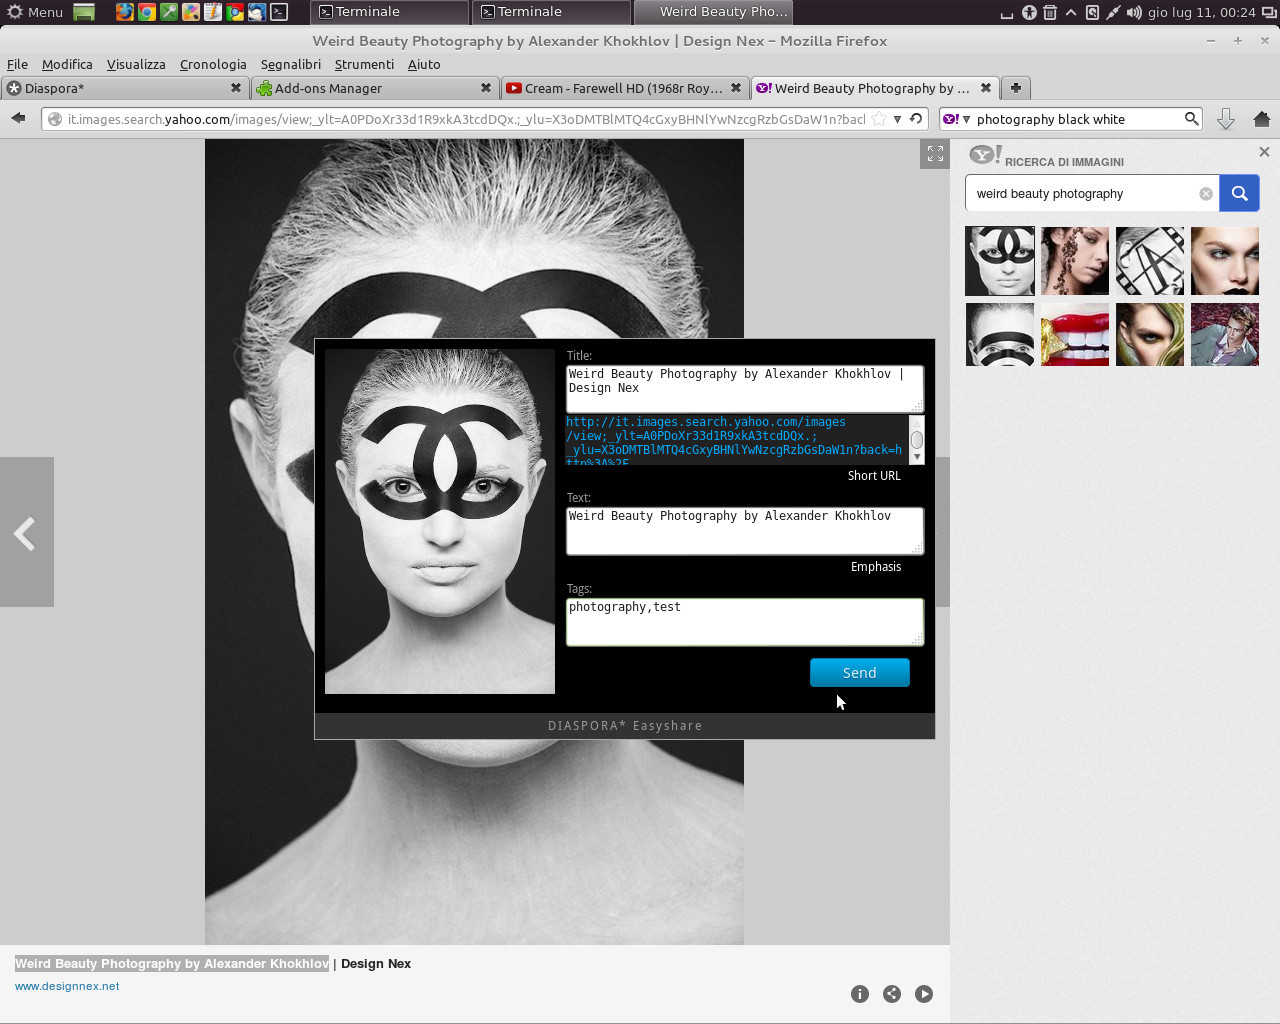 Menu
Terminale
Terminale
Weird Beauty Pho...
gio lug 11, 00:24
Weird Beauty Photography by Alexander Khokhlov | Design Nex – Mozilla Firefox
File Modifica Visualizza Cronologia Segnalibri Strumenti Aiuto
Diaspora*
Add-ons Manager
Cream - Farewell HD (1968r Roy...
Weird Beauty Photography by ...
it.images.search.yahoo.com/images/view;_ylt=A0PDoXr33d1R9xkA3tcdDQx.;_ylu=X3oDMTBlMTQ4cGxyBHNlYwNzcgRzbGsDaW1n?bac
photography black white
Y! RICERCA DI IMMAGINI
weird beauty photography
Title:
Weird Beauty Photography by Alexander Khokhlov |
Design Nex
http://it.images.search.yahoo.com/images
/view;_ylt=A0PDoXr33d1R9xkA3tcdDQx.;
_ylu=X3oDMTBlMTQ4cGxyBHNlYwNzcgRzbGsDaW1n?back=h
ttp%3A%2F
Short URL
Text:
Weird Beauty Photography by Alexander Khokhlov
Emphasis
Tags:
photography,test
Send
DIASPORA* Easyshare
Weird Beauty Photography by Alexander Khokhlov | Design Nex
www.designnex.net